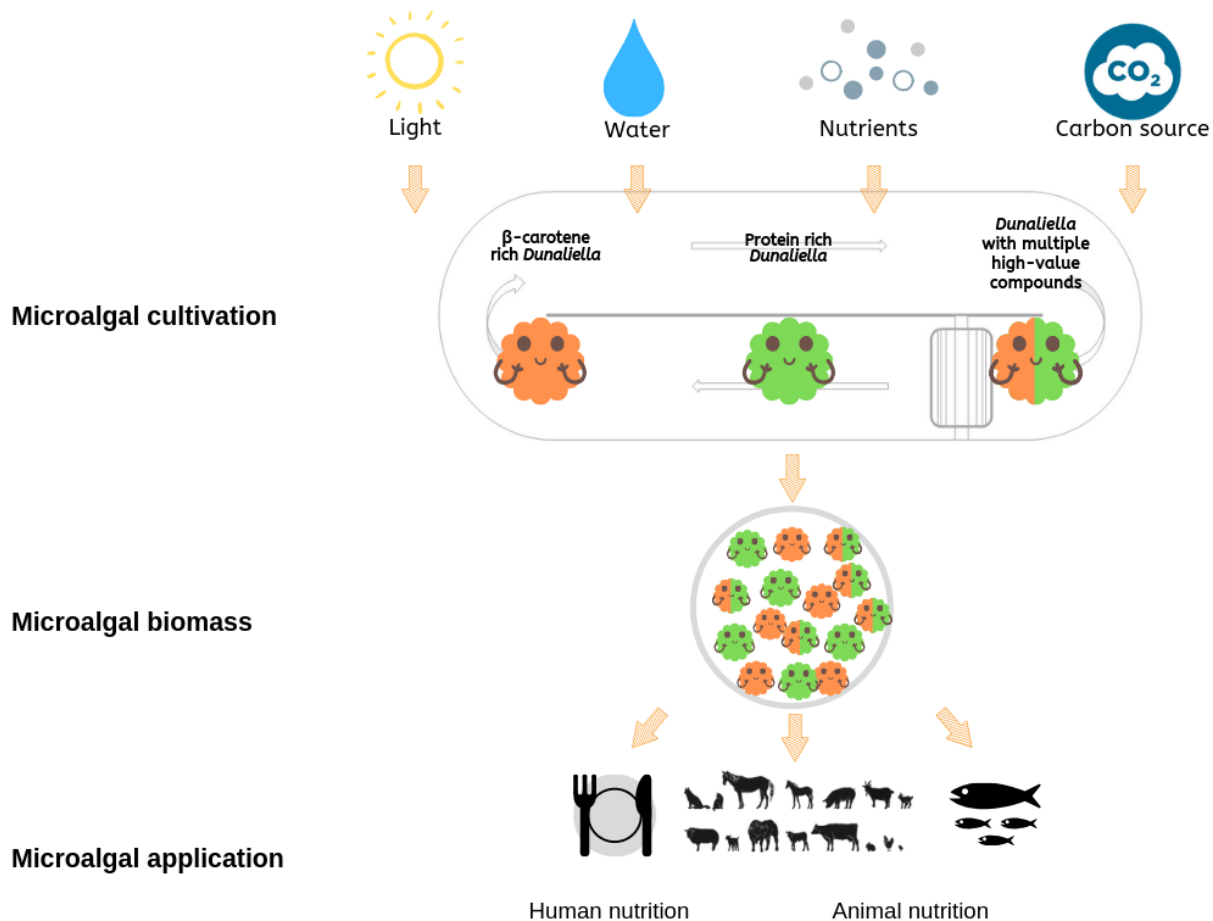 CO2
Light
Water
Nutrients
Carbon source
β-carotene
rich Dunaliella
Protein rich
Dunaliella
Dunaliella
with multiple
high-value
compounds
Microalgal cultivation
Microalgal biomass
Microalgal application
Human nutrition
Animal nutrition